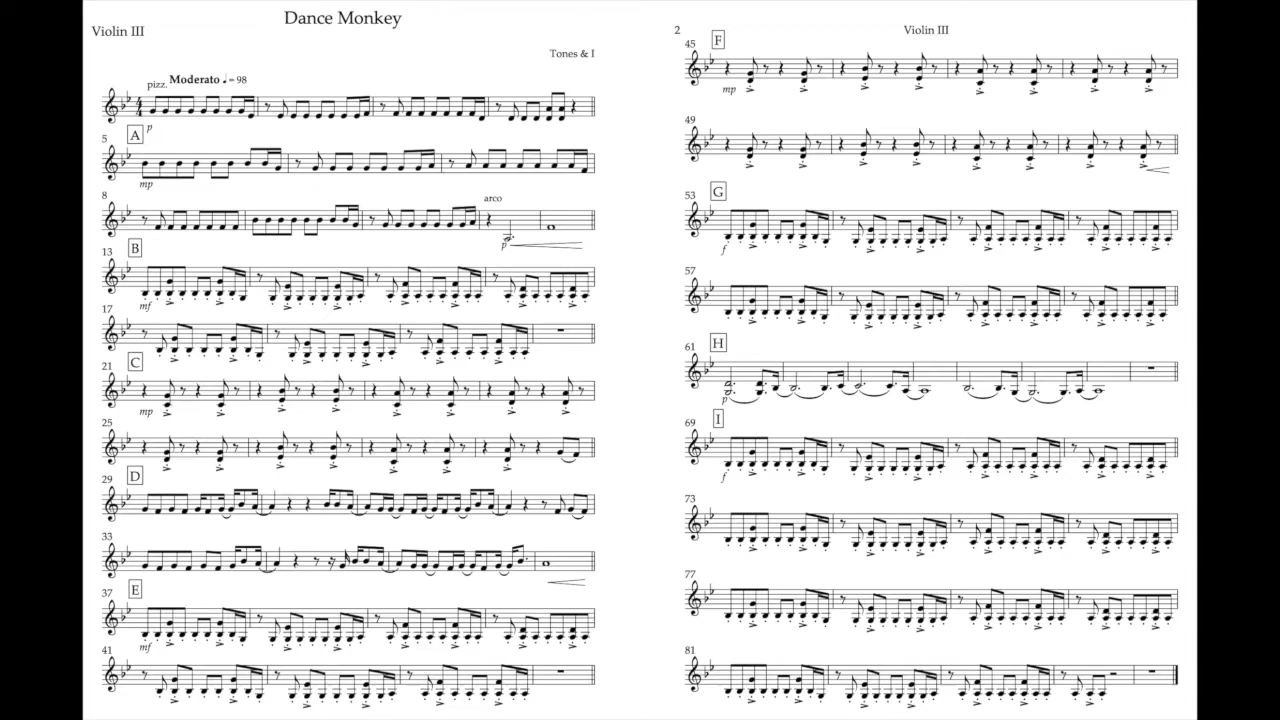 Dance Monkey
Violin III
Tones & I
Moderato ♩ = 98
pizz.
p
5 A
mp
8
arco
p
13 B
mf
17
21 C
mp
25
29 D
33
37 E
mf
41
2
Violin III
45 F
mp
49
53 G
f
57
61 H
p
69 I
f
73
77
81